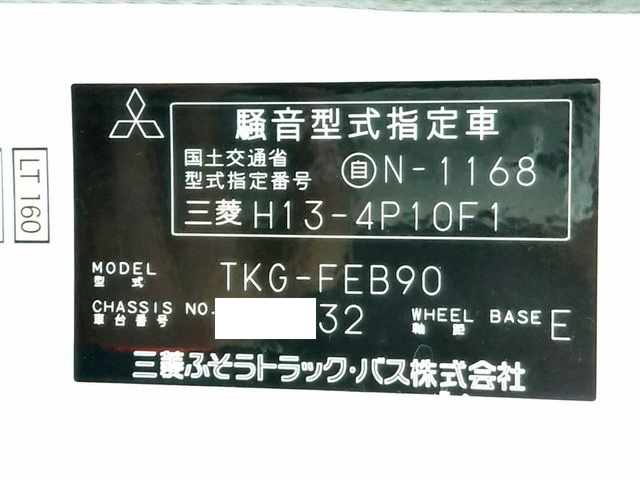 騒音型式指定車
国土交通省
型式指定番号 自N-1168
三菱 H13-4P10F1
MODEL
型式 TKG-FEB90
CHASSIS NO.
車台番号 32
WHEEL BASE
軸距 E
三菱ふそうトラック・バス株式会社
LT 160